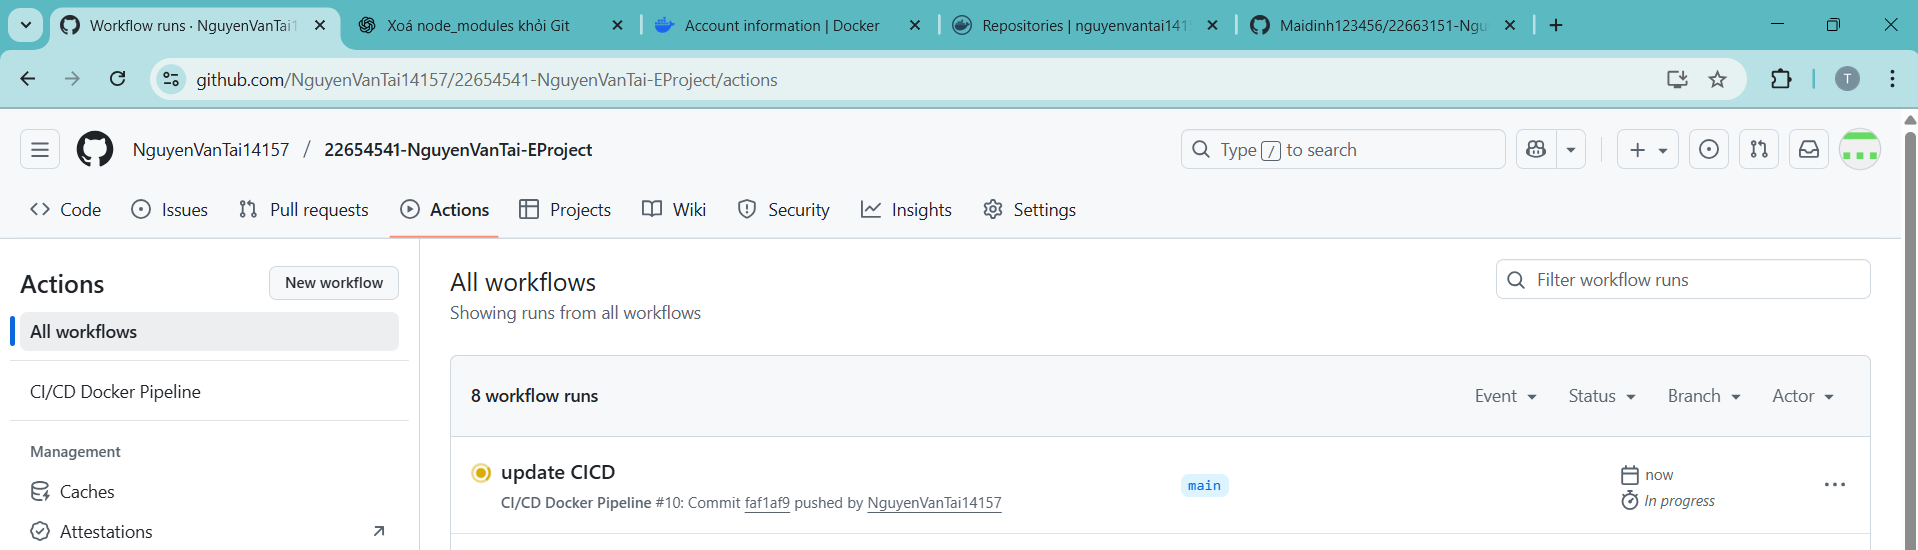 Workflow runs · NguyenVanTai1
Xoá node_modules khỏi Git
Account information | Docker
Repositories | nguyenvantai1415
Maidinh123456/22663151-Ngu
github.com/NguyenVanTai14157/22654541-NguyenVanTai-EProject/actions
T
NguyenVanTai14157 / 22654541-NguyenVanTai-EProject
Type / to search
Code
Issues
Pull requests
Actions
Projects
Wiki
Security
Insights
Settings
Actions
New workflow
All workflows
CI/CD Docker Pipeline
Management
Caches
Attestations
All workflows
Showing runs from all workflows
Filter workflow runs
8 workflow runs
Event
Status
Branch
Actor
update CICD
CI/CD Docker Pipeline #10: Commit faf1af9 pushed by NguyenVanTai14157
main
now
In progress